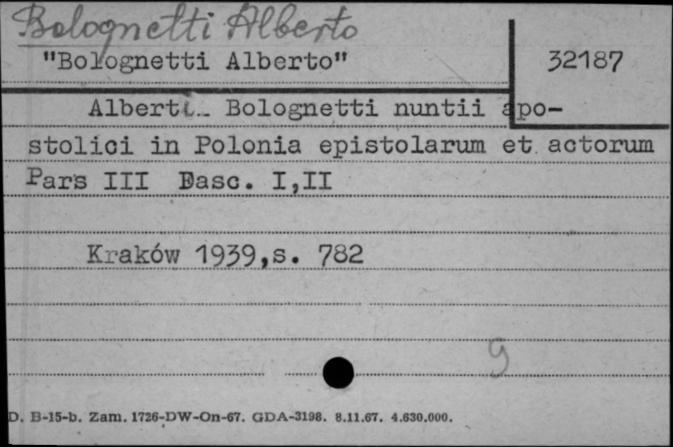 Bolognetti Alberto
"Bolognetti Alberto"
32187
Alberti Bolognetti nuntii apo-
stolici in Polonia epistolarum et actorum
Pars III Fasc. I,II
Kraków 1939,s. 782
9
D. B-15-b. Zam. 1726-DW-On-67. GDA-3198. 8.11.67. 4.630.000.